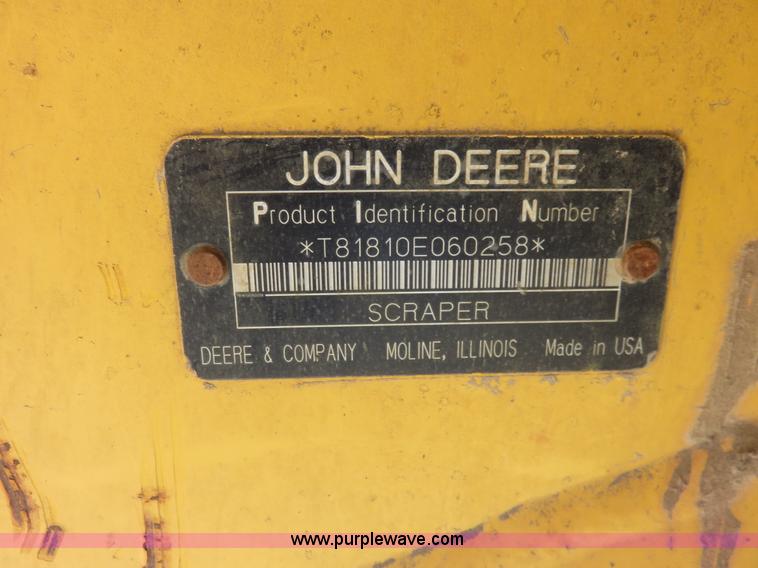 JOHN DEERE
Product Identification Number
*T81810E060258*
SCRAPER
DEERE & COMPANY MOLINE, ILLINOIS Made in USA
www.purplewave.com